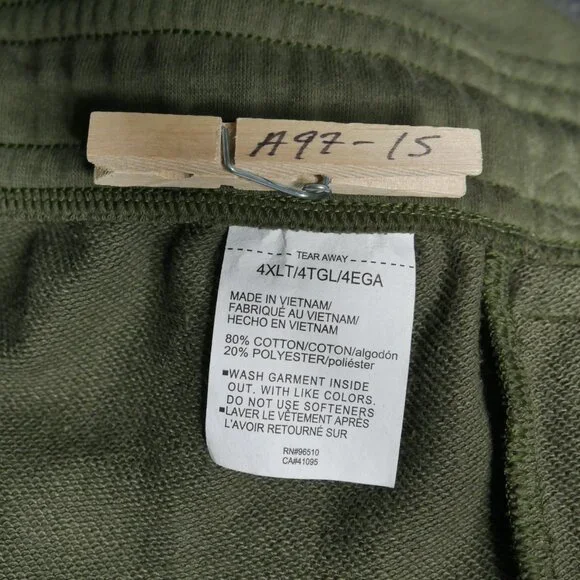 A97-15
TEAR AWAY
4XLT/4TGL/4EGA
MADE IN VIETNAM/
FABRIQUÉ AU VIETNAM/
HECHO EN VIETNAM
80% COTTON/COTON/algodón
20% POLYESTER/poliéster
▪WASH GARMENT INSIDE
OUT. WITH LIKE COLORS.
DO NOT USE SOFTENERS
▪LAVER LE VÊTEMENT APRÈS
L'AVOIR RETOURNÉ SUR
RN#96510
CA#41095